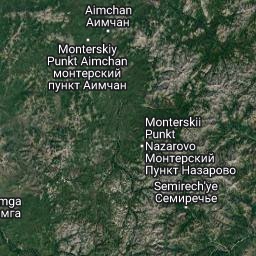 Aimchan
Аимчан
Monterskiy
Punkt Aimchan
монтерский
пункт Аимчан
Monterskii
Punkt
Nazarovo
Монтерский
Пункт Назарово
Semirech'ye
Семиречье
mga
мга